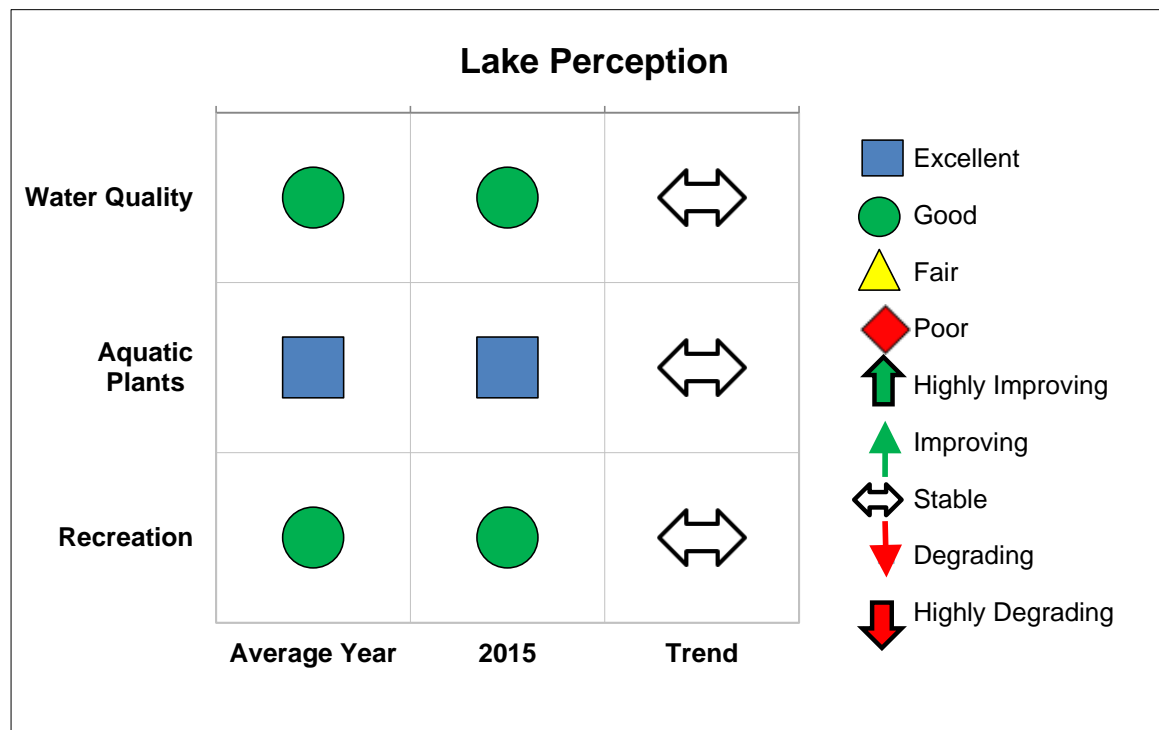 Lake Perception
Water Quality
Aquatic
Plants
Recreation
Average Year
2015
Trend
Excellent
Good
Fair
Poor
Highly Improving
Improving
Stable
Degrading
Highly Degrading